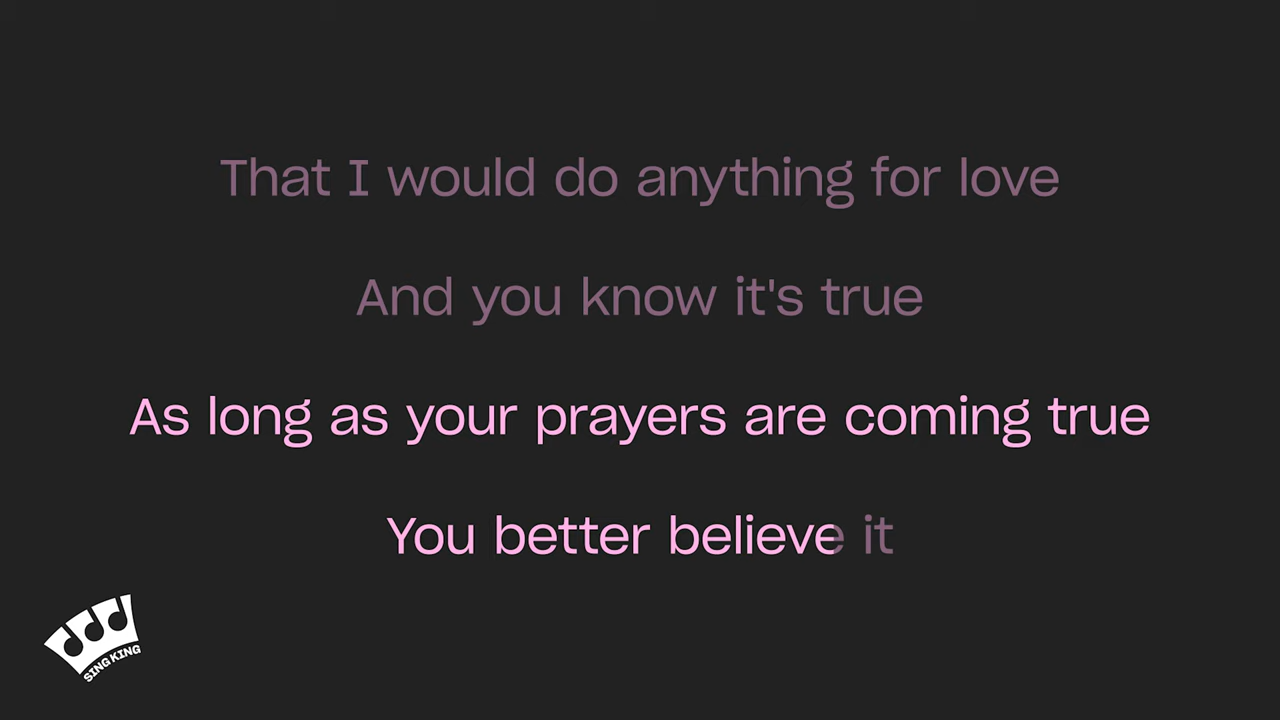 That I would do anything for love
And you know it's true
As long as your prayers are coming true
You better believe it
SING KING